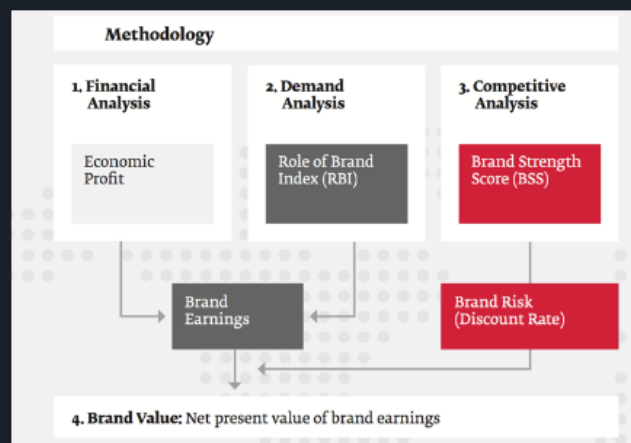 Methodology
1. Financial
Analysis
Economic
Profit
2. Demand
Analysis
Role of Brand
Index (RBI)
3. Competitive
Analysis
Brand Strength
Score (BSS)
Brand
Earnings
Brand Risk
(Discount Rate)
4. Brand Value: Net present value of brand earnings